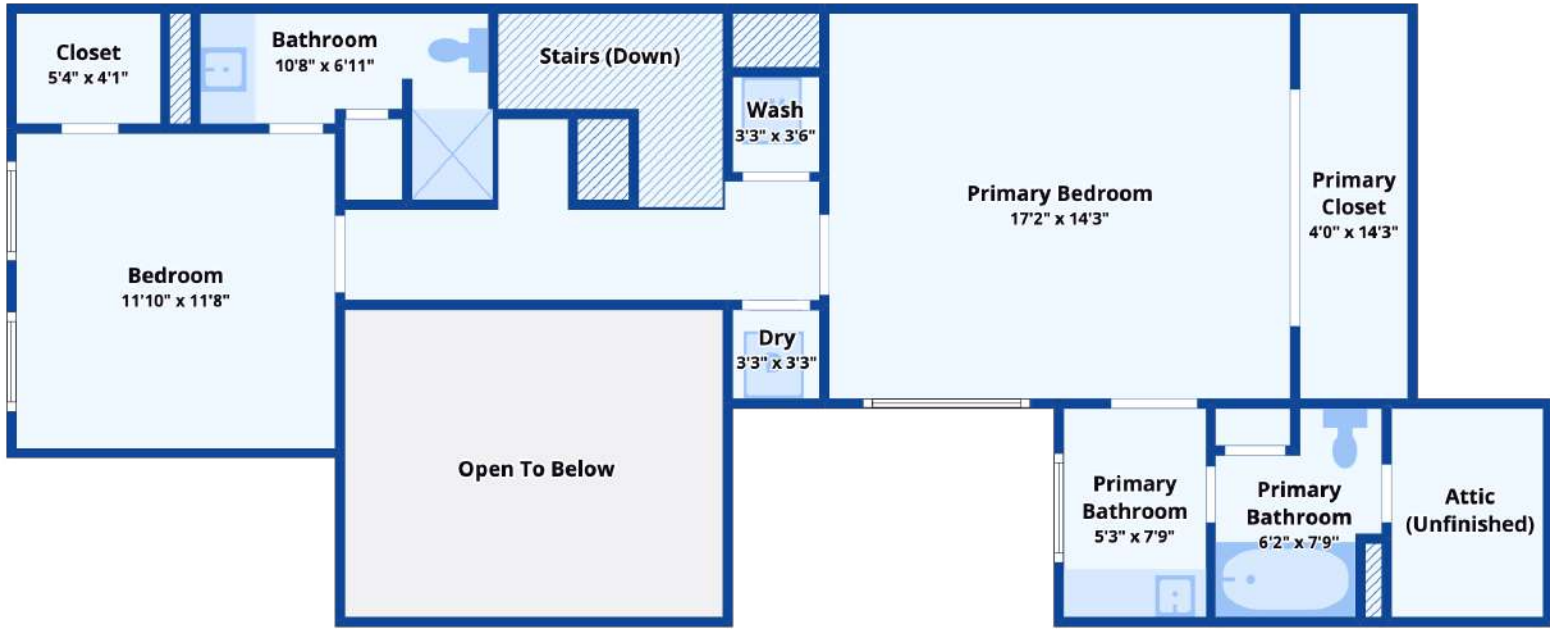 Closet
5'4" x 4'1"
Bathroom
10'8" x 6'11"
Stairs (Down)
Wash
3'3" x 3'6"
Primary Bedroom
17'2" x 14'3"
Primary
Closet
4'0" x 14'3"
Bedroom
11'10" x 11'8"
Dry
3'3" x 3'3"
Open To Below
Primary
Bathroom
5'3" x 7'9"
Primary
Bathroom
6'2" x 7'9"
Attic
(Unfinished)